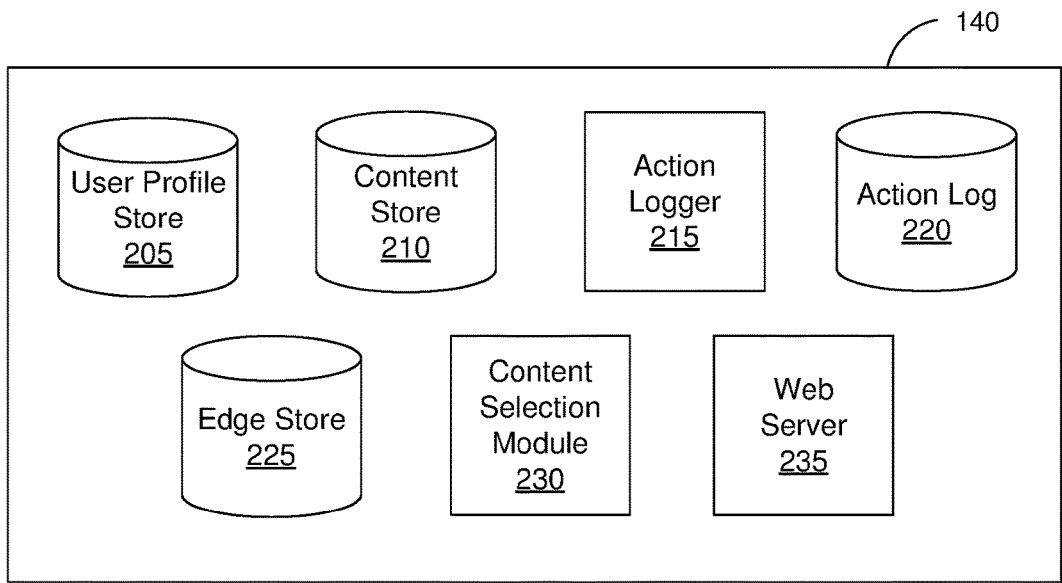 140
User Profile
Store
205
Content
Store
210
Action
Logger
215
Action Log
220
Edge Store
225
Content
Selection
Module
230
Web
Server
235